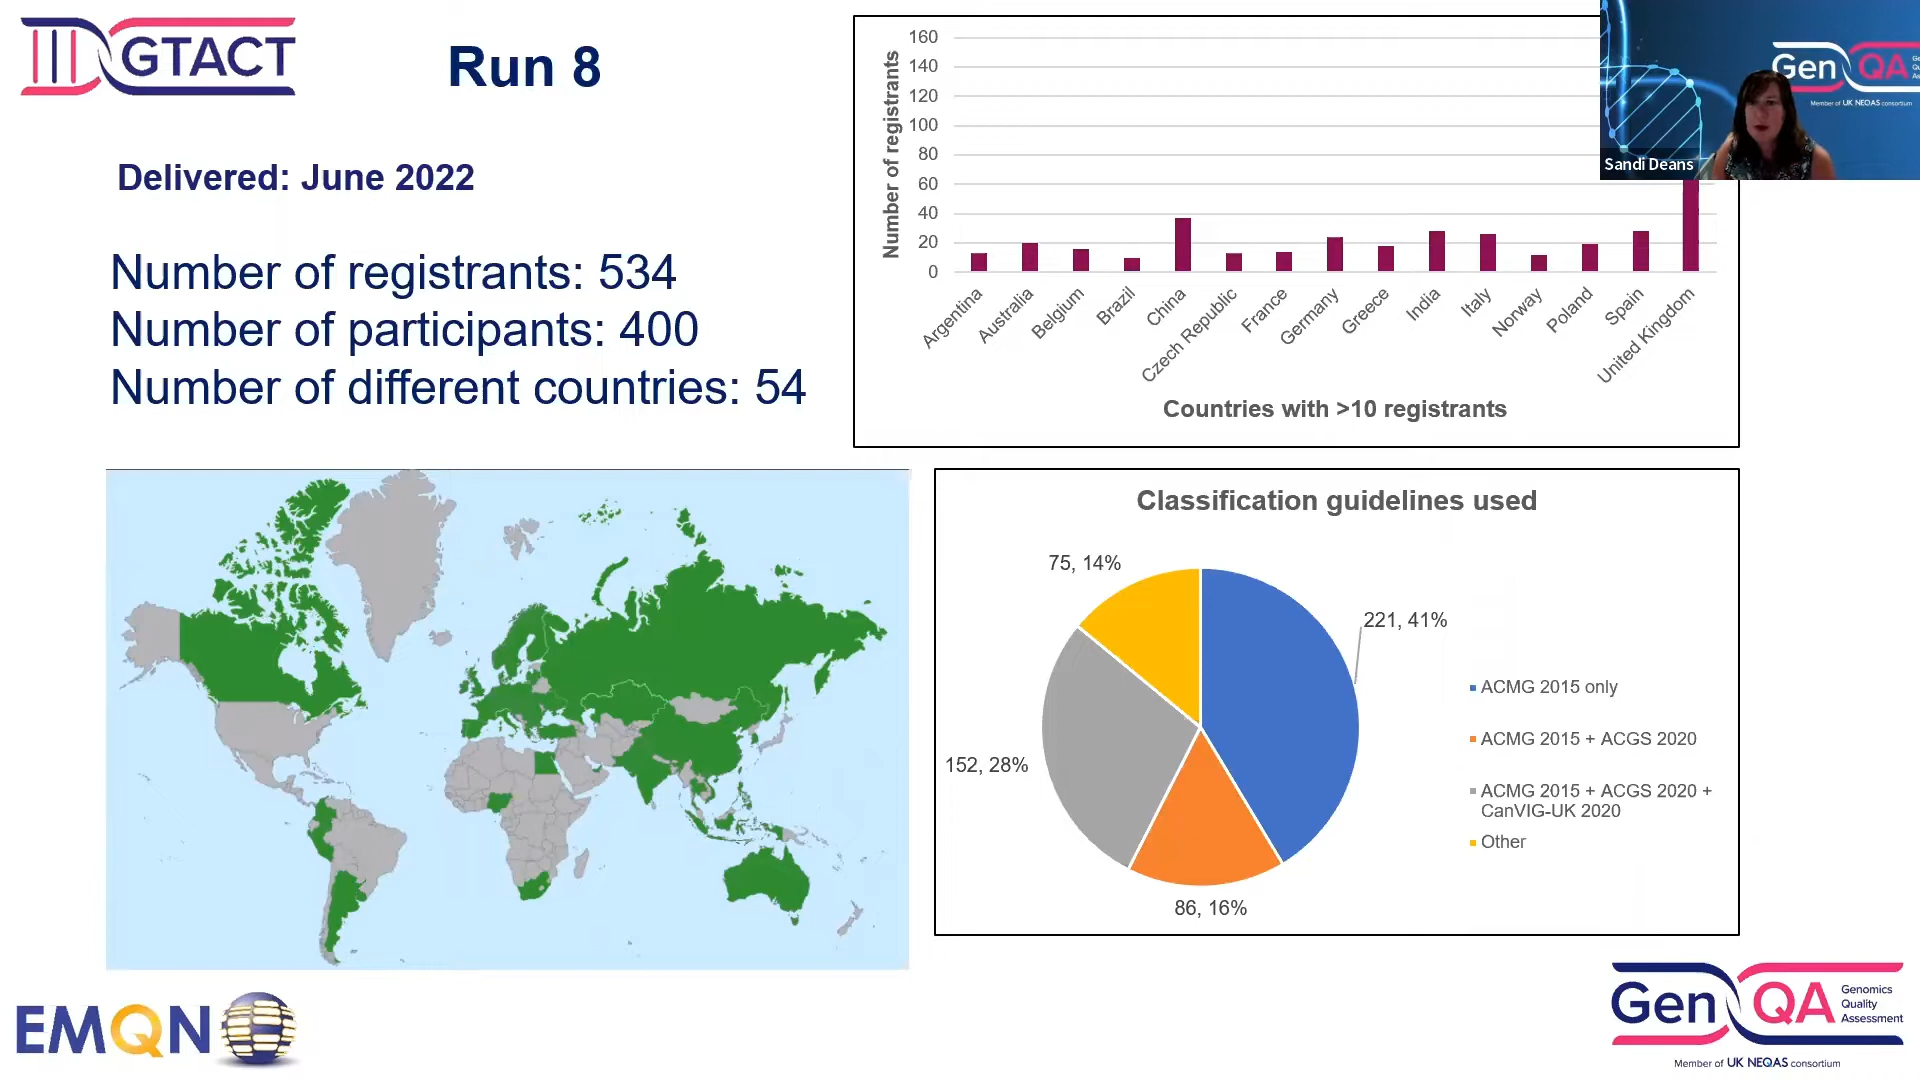 GTACT
Run 8
Delivered: June 2022
Number of registrants: 534
Number of participants: 400
Number of different countries: 54
Number of registrants
160
140
120
100
80
60
40
20
0
Argentina
Australia
Belgium
Brazil
China
Czech Republic
France
Germany
Greece
India
Italy
Norway
Poland
Spain
United Kingdom
Countries with >10 registrants
Gen QA
Member of UK NEQAS consortium
Sandi Deans
Classification guidelines used
75, 14%
221, 41%
152, 28%
86, 16%
ACMG 2015 only
ACMG 2015 + ACGS 2020
ACMG 2015 + ACGS 2020 +
CanVIG-UK 2020
Other
EMQN
Gen QA
Genomics
Quality
Assessment
Member of UK NEQAS consortium